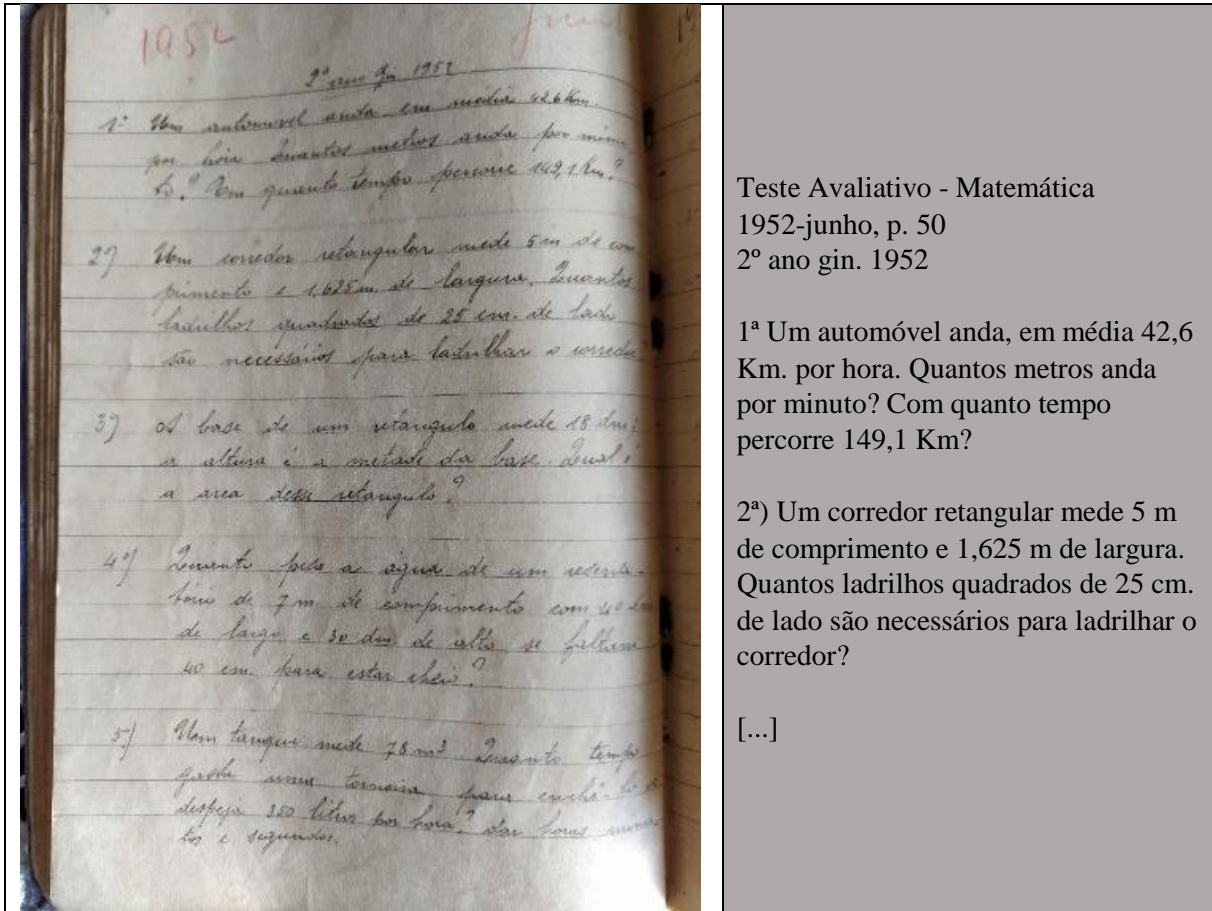 1952
2º ano Gin 1952
1º Um automovel anda em média 42,6 Km.
por hora Quantos metros anda por minu
to? Em quanto tempo percorre 149,1 Km?
2º) Um corredor retangular mede 5 m de com
primento e 1,625 m de largura. Quantos
ladrilhos quadrados de 25 cm. de lado
são necessários para ladrilhar o corredor
3º) A base de um retangulo mede 18 dm;
a altura é a metade da base. Qual é
a area desse retangulo?
4º) Quanto pesa a água de um reserva-
tório de 7 m de comprimento com 40 dm
de largo e 30 dm de alto se faltam
40 cm. para estar cheio?
5º) Um tanque mede 78 m³ Quanto tempo
gasta uma torneira para enchê-lo
despeja 350 litros por hora? dar horas minu
tos e segundos.
Teste Avaliativo - Matemática
1952-junho, p. 50
2º ano gin. 1952
1ª Um automóvel anda, em média 42,6
Km. por hora. Quantos metros anda
por minuto? Com quanto tempo
percorre 149,1 Km?
2ª) Um corredor retangular mede 5 m
de comprimento e 1,625 m de largura.
Quantos ladrilhos quadrados de 25 cm.
de lado são necessários para ladrilhar o
corredor?
[...]